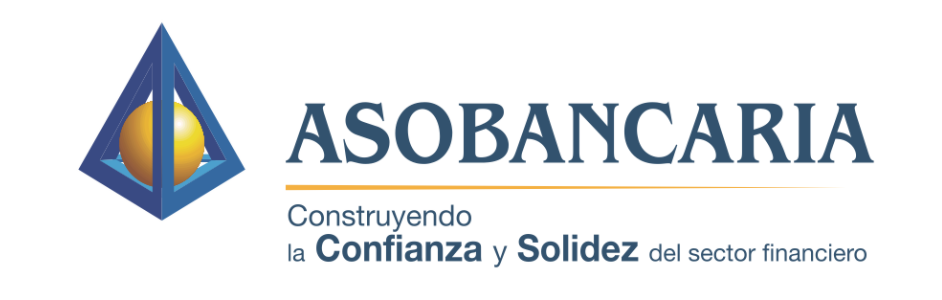 ASOBANCARIA
Construyendo
la Confianza y Solidez del sector financiero